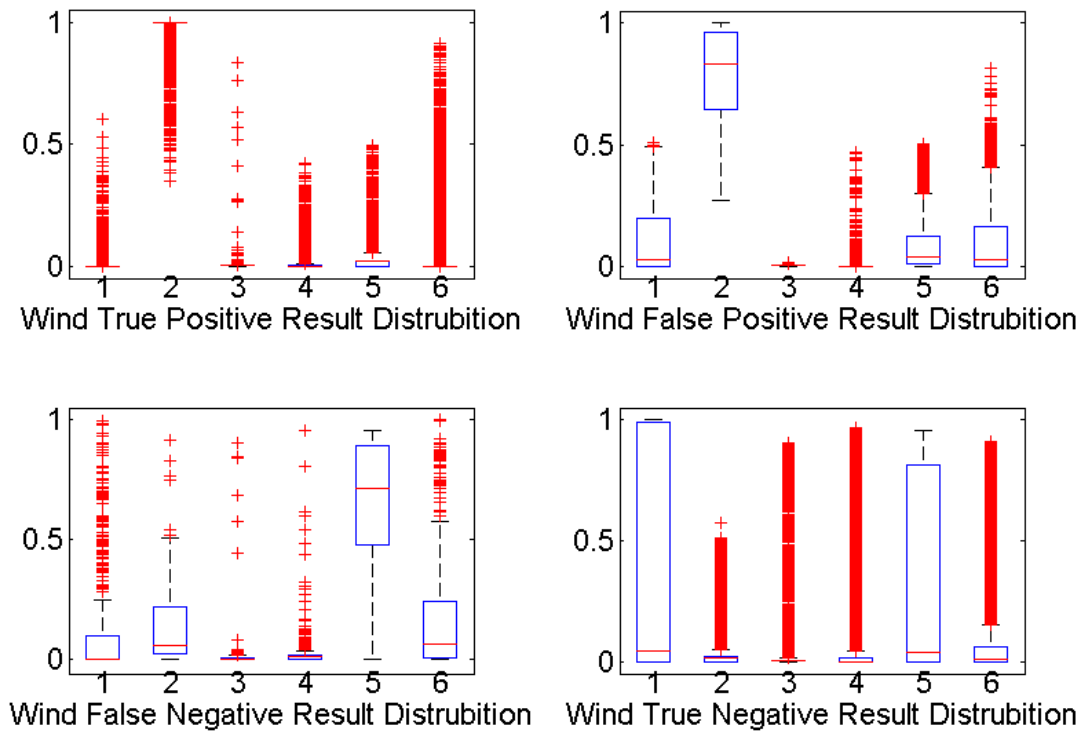 1
0.5
0
1 2 3 4 5 6
Wind True Positive Result Distrubition
1
0.5
0
1 2 3 4 5 6
Wind False Positive Result Distrubition
1
0.5
0
1 2 3 4 5 6
Wind False Negative Result Distrubition
1
0.5
0
1 2 3 4 5 6
Wind True Negative Result Distrubition